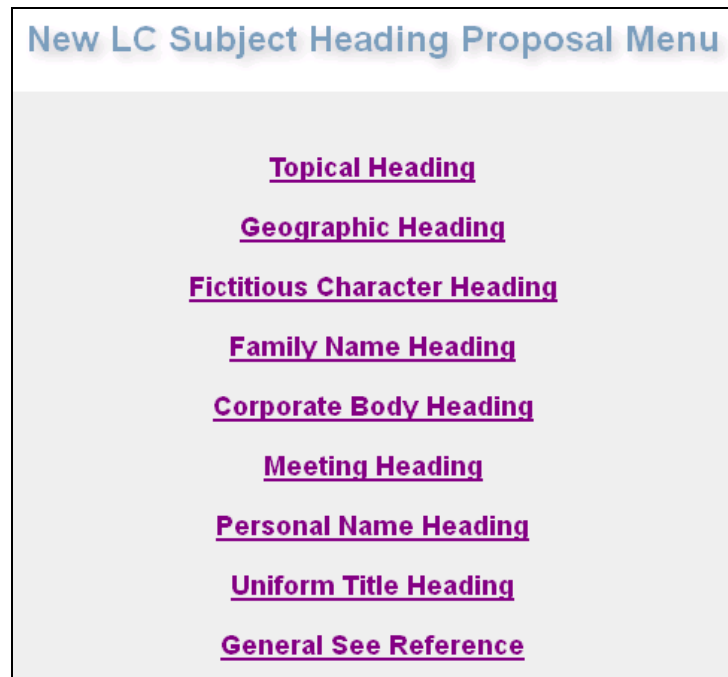 New LC Subject Heading Proposal Menu
Topical Heading
Geographic Heading
Fictitious Character Heading
Family Name Heading
Corporate Body Heading
Meeting Heading
Personal Name Heading
Uniform Title Heading
General See Reference